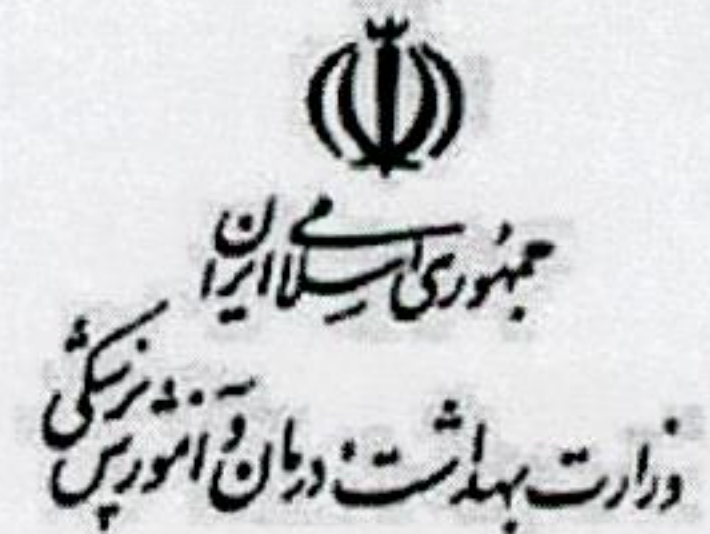 جمهوری اسلامی ایران
وزارت بهداشت، درمان و آموزش پزشکی